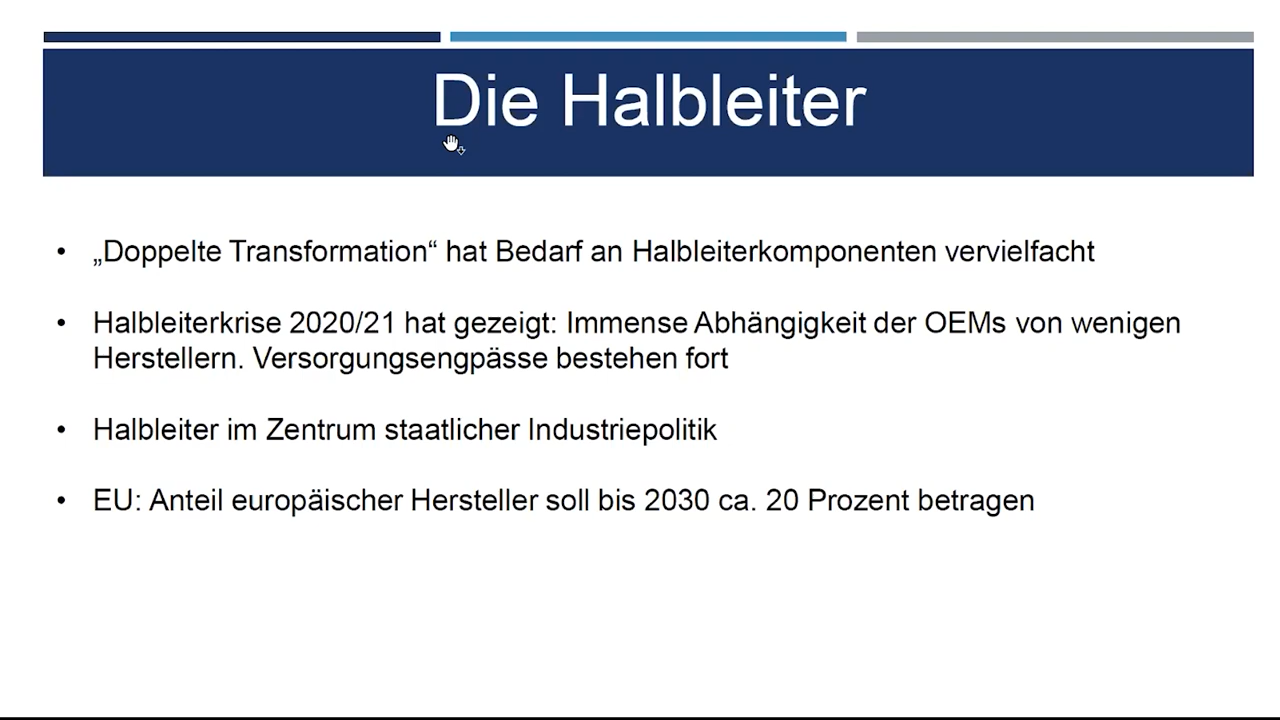 Die Halbleiter
• „Doppelte Transformation“ hat Bedarf an Halbleiterkomponenten vervielfacht
• Halbleiterkrise 2020/21 hat gezeigt: Immense Abhängigkeit der OEMs von wenigen
Herstellern. Versorgungsengpässe bestehen fort
• Halbleiter im Zentrum staatlicher Industriepolitik
• EU: Anteil europäischer Hersteller soll bis 2030 ca. 20 Prozent betragen